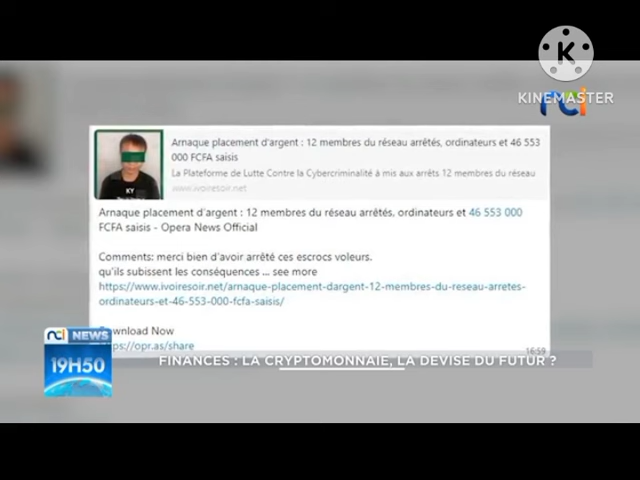 K
KINEMASTER
nci
Arnaque placement d'argent : 12 membres du réseau arrêtés, ordinateurs et 46 553
000 FCFA saisis
La Plateforme de Lutte Contre la Cybercriminalité à mis aux arrêts 12 membres du réseau
www.ivoiresoir.net
KY
Arnaque placement d'argent : 12 membres du réseau arrêtés, ordinateurs et 46 553 000
FCFA saisis - Opera News Official
Comments: merci bien d'avoir arrêté ces escrocs voleurs.
qu'ils subissent les conséquences ... see more
https://www.ivoiresoir.net/arnaque-placement-dargent-12-membres-du-reseau-arretes-
ordinateurs-et-46-553-000-fcfa-saisis/
Download Now
https://opr.as/share
16:59
nci NEWS
19H50
FINANCES : LA CRYPTOMONNAIE, LA DEVISE DU FUTUR ?